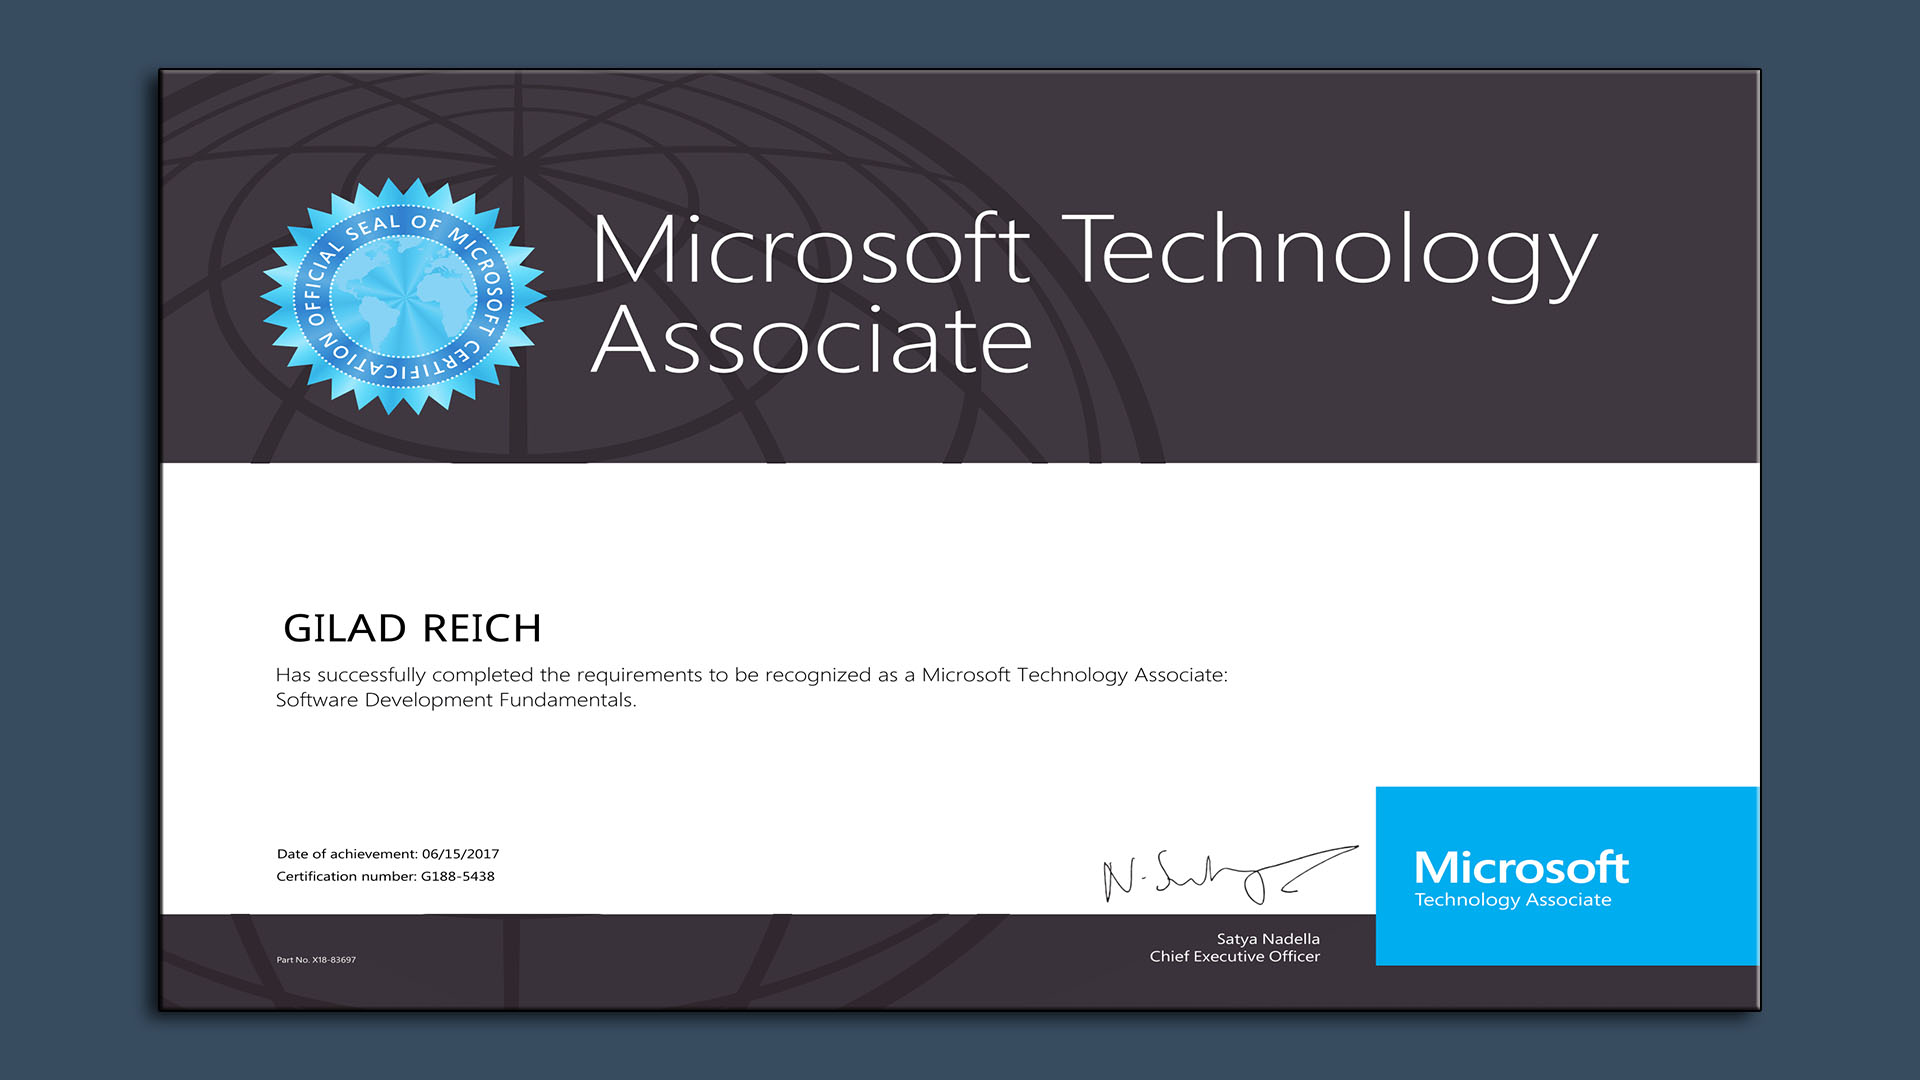 OFFICIAL SEAL OF MICROSOFT CERTIFICATION
Microsoft Technology
Associate
GILAD REICH
Has successfully completed the requirements to be recognized as a Microsoft Technology Associate:
Software Development Fundamentals.
Date of achievement: 06/15/2017
Certification number: G188-5438
Microsoft
Technology Associate
Satya Nadella
Chief Executive Officer
Part No. X18-83697